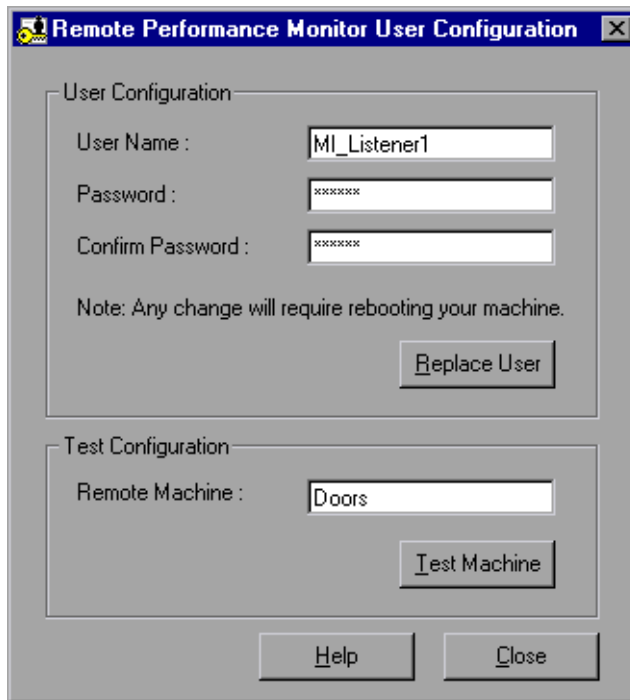 Remote Performance Monitor User Configuration
User Configuration
User Name : MI_Listener1
Password : ******
Confirm Password : ******
Note: Any change will require rebooting your machine.
Replace User
Test Configuration
Remote Machine : Doors
Test Machine
Help Close